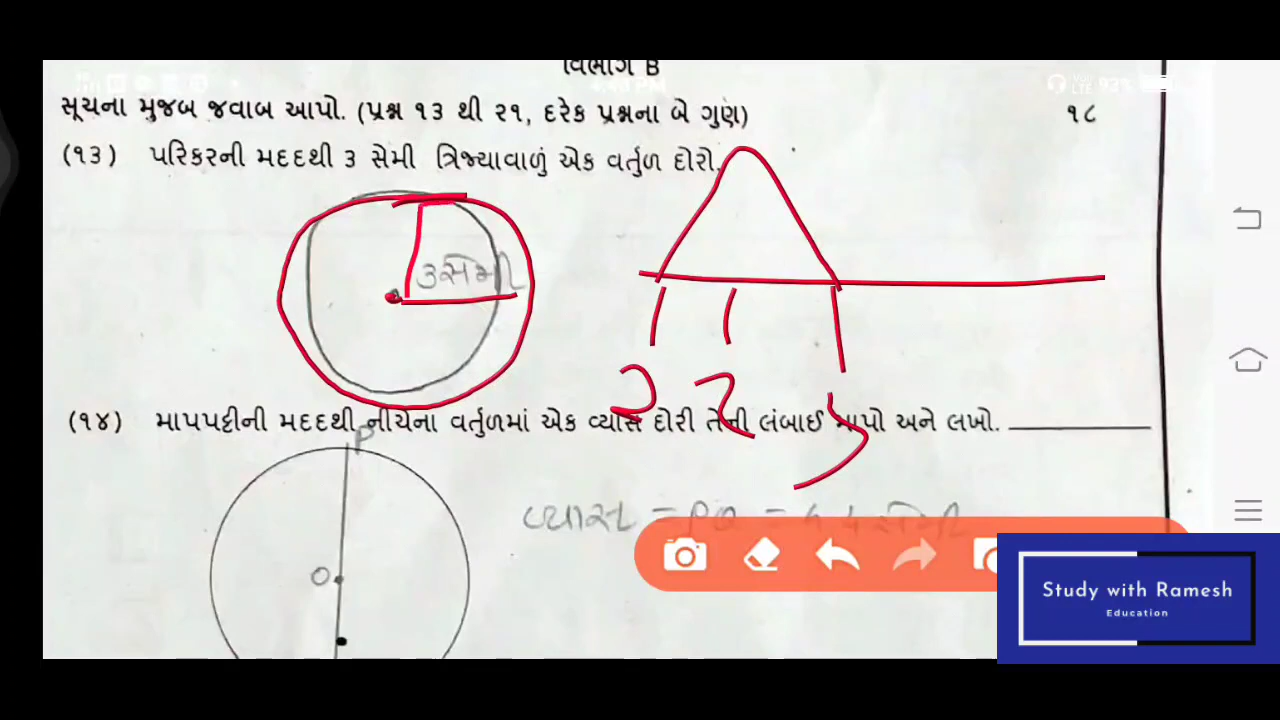 વિભાગ B
સૂચના મુજબ જવાબ આપો. (પ્રશ્ન ૧૩ થી ૨૧, દરેક પ્રશ્નના બે ગુણ) ૧૮
(૧૩) પરિકરની મદદથી ૩ સેમી ત્રિજ્યાવાળું એક વર્તુળ દોરો.
૩સેમી
(૧૪) માપપટ્ટીની મદદથી નીચેના વર્તુળમાં એક વ્યાસ દોરી તેની લંબાઈ માપો અને લખો.
P
વ્યાસ = PQ =
O
Study with Ramesh
Education